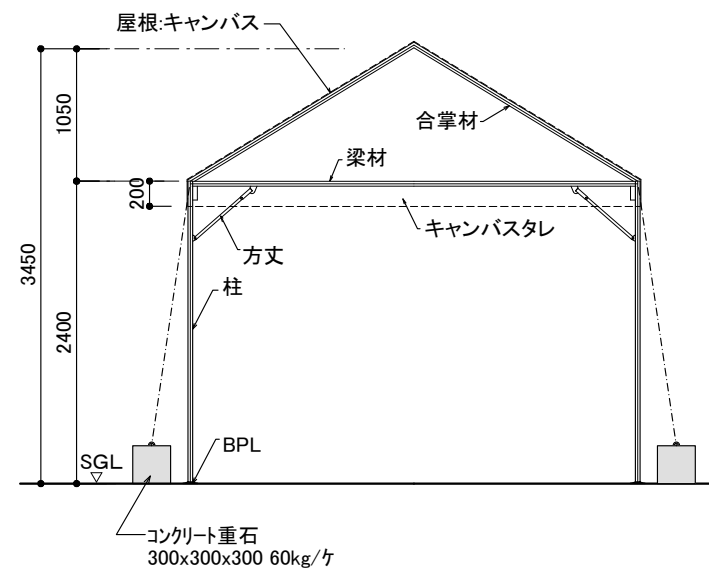 屋根:キャンバス
1050
合掌材
梁材
200
キャンバスタレ
方丈
3450
柱
2400
BPL
SGL
コンクリート重石
300x300x300 60kg/ケ